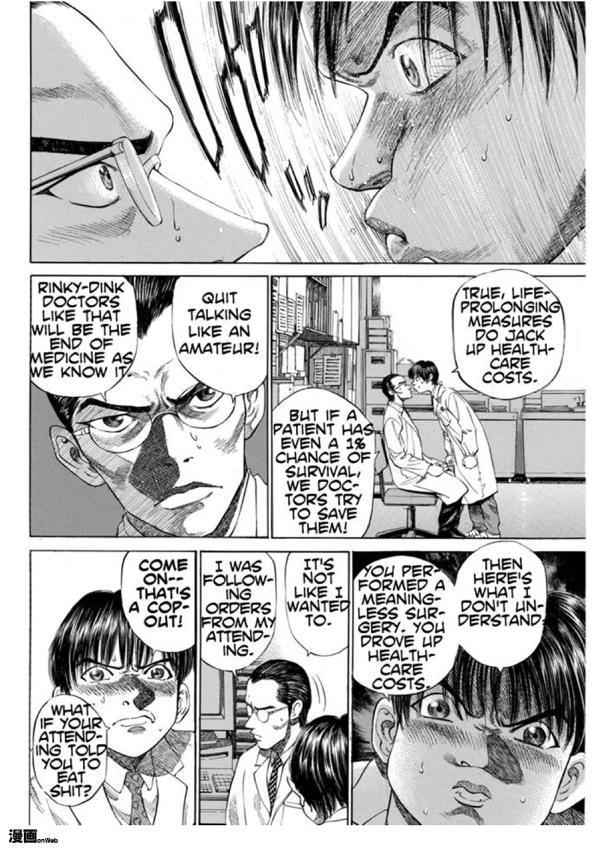 TRUE, LIFE-
PROLONGING
MEASURES
DO JACK
UP HEALTH-
CARE
COSTS.
BUT IF A
PATIENT HAS
EVEN A 1%
CHANCE OF
SURVIVAL,
WE DOC-
TORS TRY
TO SAVE
THEM!
QUIT
TALKING
LIKE AN
AMATEUR!
RINKY-DINK
DOCTORS
LIKE THAT
WILL BE THE
END OF
MEDICINE AS
WE KNOW IT.
THEN
HERE'S
WHAT I
DON'T UN-
DERSTAND.
YOU PER-
FORMED A
MEANING-
LESS SUR-
GERY. YOU
DROVE UP
HEALTH-
CARE
COSTS.
IT'S
NOT
LIKE I
WANTED
TO.
I WAS
FOLLOW-
ING
ORDERS
FROM MY
ATTEND-
ING.
COME
ON--
THAT'S
A COP-
OUT!
WHAT
IF YOUR
ATTEND-
ING TOLD
YOU TO
EAT
SHIT?
漫画onWeb